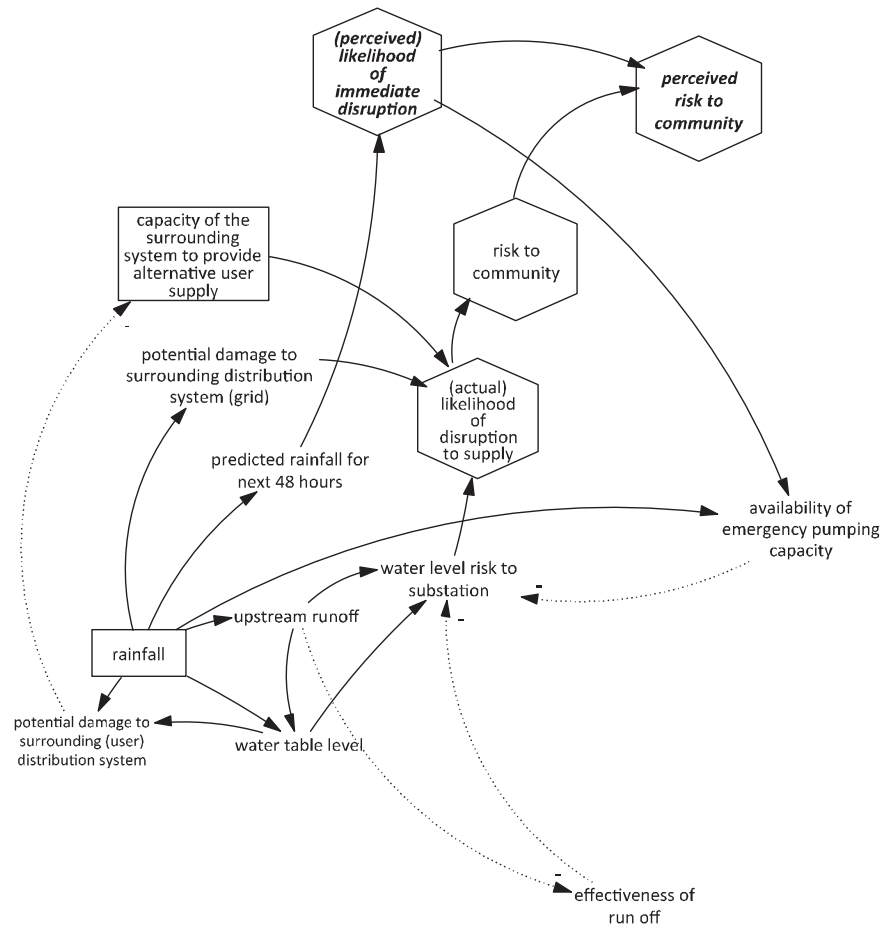 (perceived)
likelihood
of
immediate
disruption
perceived
risk to
community
capacity of the
surrounding
system to provide
alternative user
supply
risk to
community
-
potential damage to
surrounding distribution
system (grid)
(actual)
likelihood
of
disruption
to supply
predicted rainfall for
next 48 hours
availability of
emergency pumping
capacity
water level risk to
substation
-
-
upstream runoff
rainfall
potential damage to
surrounding (user)
distribution system
water table level
-
effectiveness of
run off